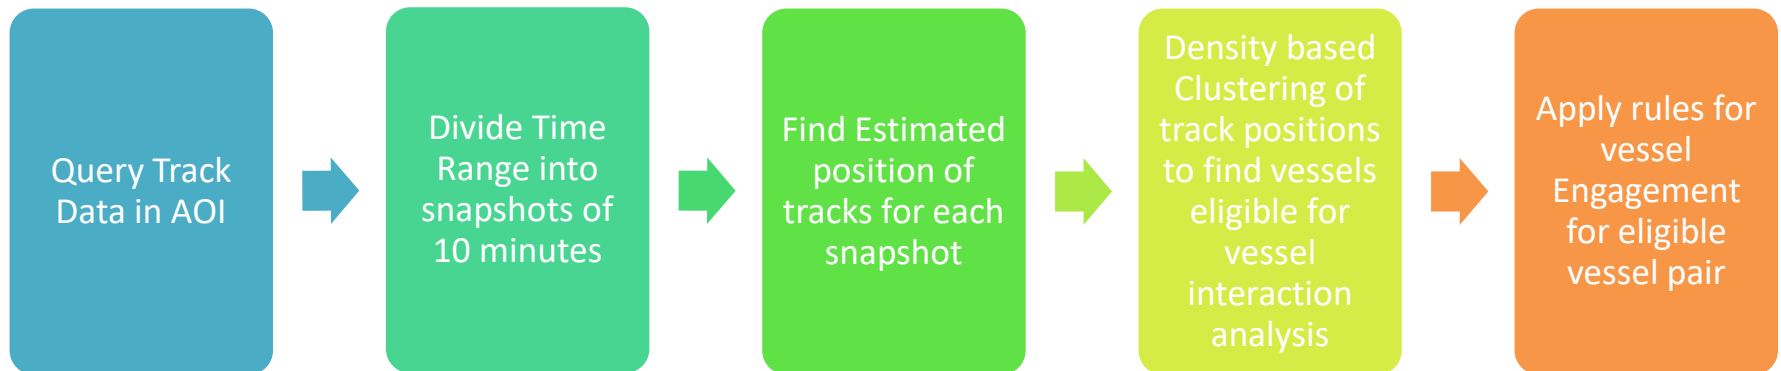 Query Track
Data in AOI
Divide Time
Range into
snapshots of
10 minutes
Find Estimated
position of
tracks for each
snapshot
Density based
Clustering of
track positions
to find vessels
eligible for
vessel
interaction
analysis
Apply rules for
vessel
Engagement
for eligible
vessel pair